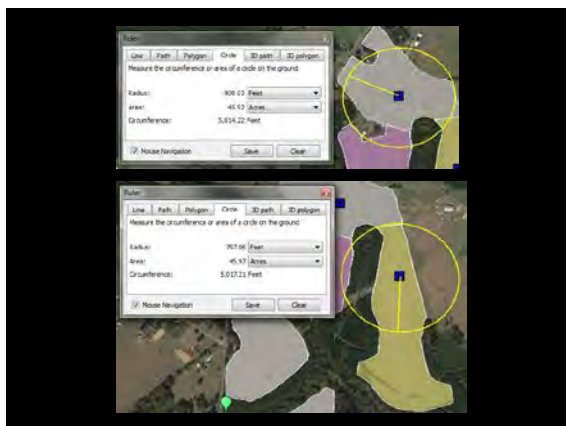 Ruler
Line Path Polygon Circle 3D path 3D polygon
Measure the circumference or area of a circle on the ground
Radius: Feet
Area: 45.93 Acres
Circumference: 5,014.22 Feet
Mouse Navigation Save Clear
Ruler
Line Path Polygon Circle 3D path 3D polygon
Measure the circumference or area of a circle on the ground
Radius: Feet
Area: 45.97 Acres
Circumference: 5,017.21 Feet
Mouse Navigation Save Clear